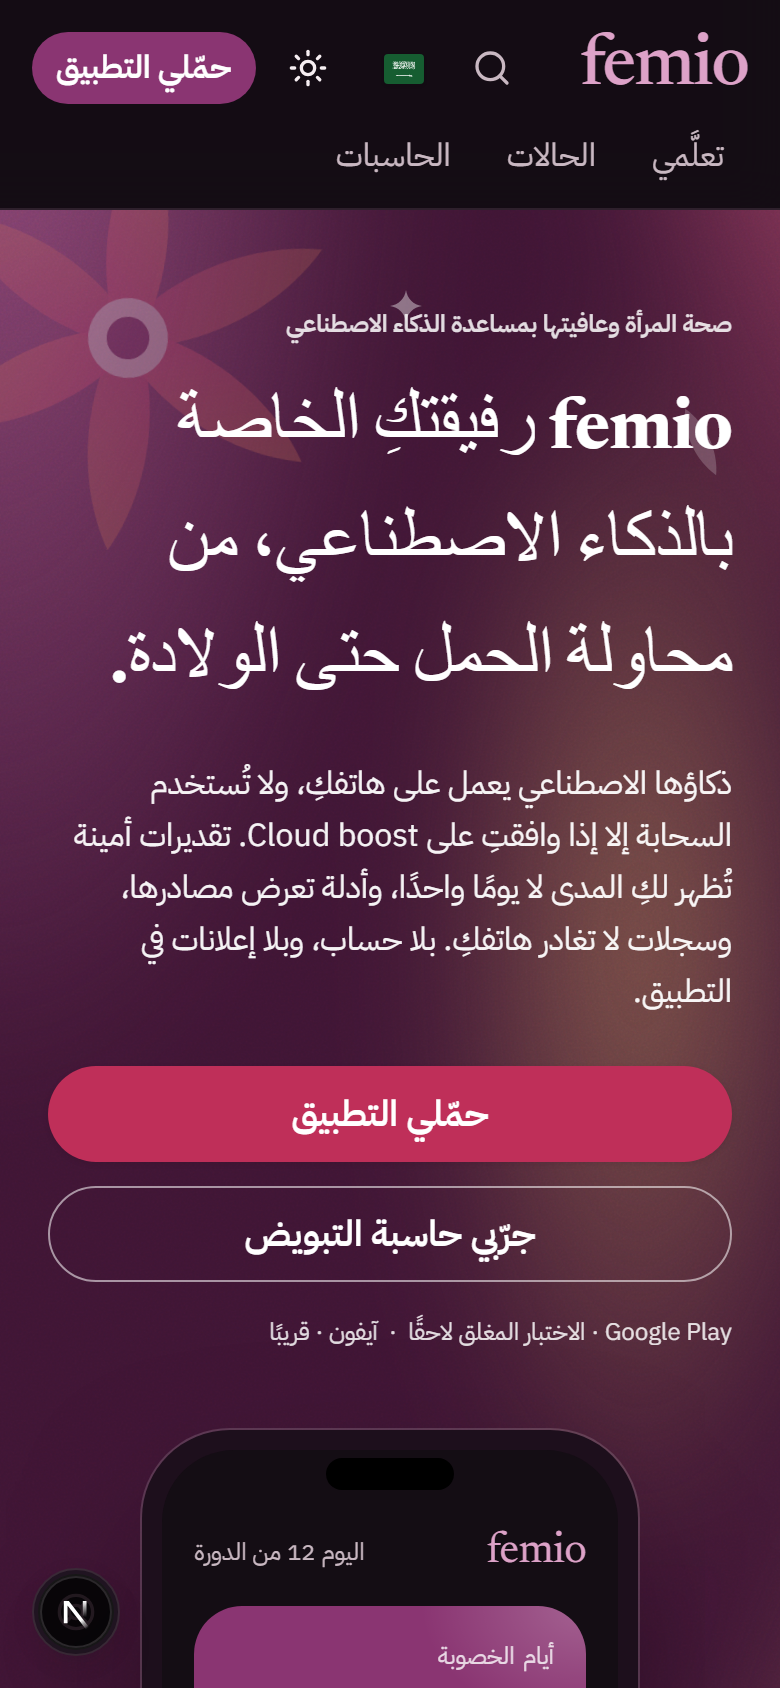 femio
حمّلي التطبيق
تعلَّمي
الحالات
الحاسبات
صحة المرأة وعافيتها بمساعدة الذكاء الاصطناعي
femio رفيقتكِ الخاصة
بالذكاء الاصطناعي، من
محاولة الحمل حتى الولادة.
ذكاؤها الاصطناعي يعمل على هاتفكِ، ولا تُستخدم
السحابة إلا إذا وافقتِ على Cloud boost. تقديرات أمينة
تُظهر لكِ المدى لا يومًا واحدًا، وأدلة تعرض مصادرها،
وسجلات لا تغادر هاتفكِ. بلا حساب، وبلا إعلانات في
التطبيق.
حمّلي التطبيق
جرّبي حاسبة التبويض
Google Play · الاختبار المغلق لاحقًا · آيفون · قريبًا
femio
اليوم 12 من الدورة
أيام الخصوبة
N